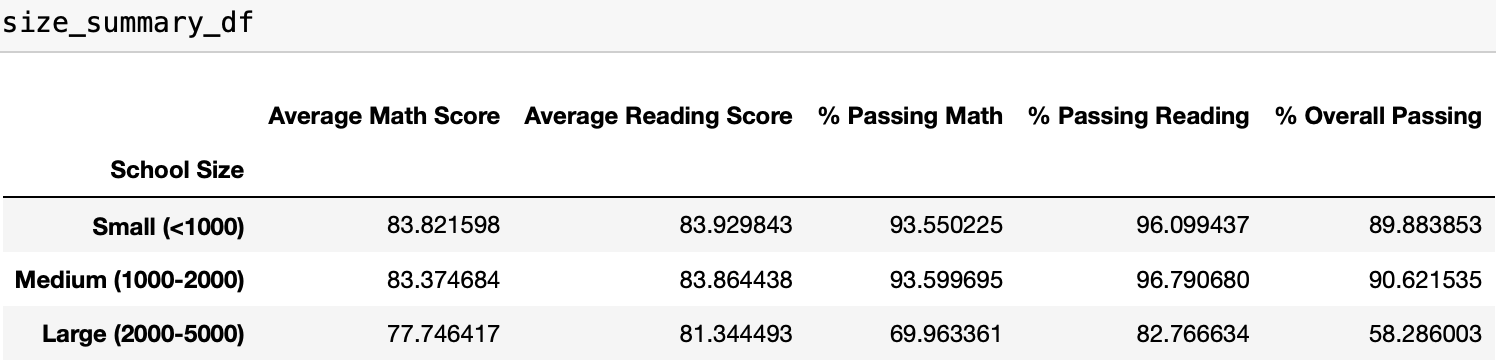 size_summary_df
Average Math Score Average Reading Score % Passing Math % Passing Reading % Overall Passing
School Size
Small (<1000) 83.821598 83.929843 93.550225 96.099437 89.883853
Medium (1000-2000) 83.374684 83.864438 93.599695 96.790680 90.621535
Large (2000-5000) 77.746417 81.344493 69.963361 82.766634 58.286003